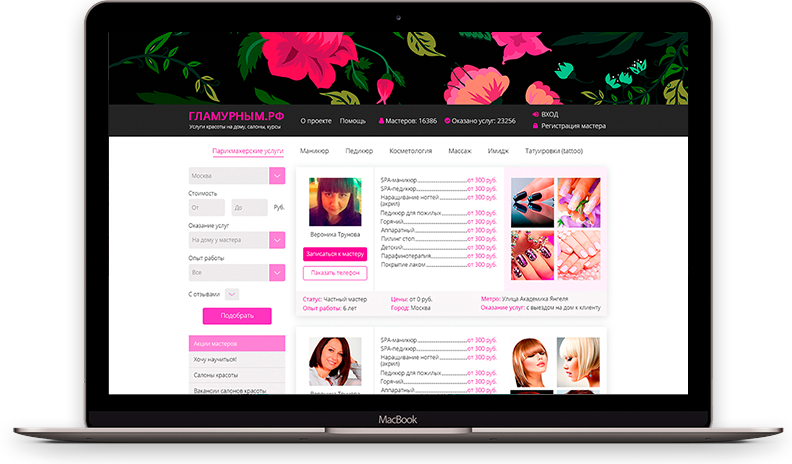 ГЛАМУРНЫМ.РФ
Услуги красоты на дому, салоны, курсы
О проекте Помощь Мастеров: 16386 Оказано услуг: 23256
ВХОД
Регистрация мастера
Парикмахерские услуги Маникюр Педикюр Косметология Массаж Имидж Татуировки (tattoo)
Москва
Стоимость
От До Руб.
Оказание услуг
На дому у мастера
Опыт работы
Все
С отзывами
Подобрать
Акции мастеров
Хочу научиться!
Салоны красоты
Вакансии салонов красоты
Вероника Трунова
Записаться к мастеру
Показать телефон
SPA-маникюр от 300 руб.
SPA-педикюр от 300 руб.
Наращивание ногтей от 300 руб.
(акрил)
Педикюр для пожилых от 300 руб.
Горячий от 300 руб.
Аппаратный от 300 руб.
Пилинг стоп от 300 руб.
Детский от 300 руб.
Парафинотерапия от 300 руб.
Покрытие лаком от 300 руб.
Статус: Частный мастер Цены: от 0 руб. Метро: Улица Академика Янгеля
Опыт работы: 6 лет Город: Москва Оказание услуг: с выездом на дом к клиенту
Вероника Трунова
SPA-маникюр от 300 руб.
SPA-педикюр от 300 руб.
Наращивание ногтей от 300 руб.
(акрил)
Педикюр для пожилых от 300 руб.
Горячий от 300 руб.
Аппаратный от 300 руб.
MacBook